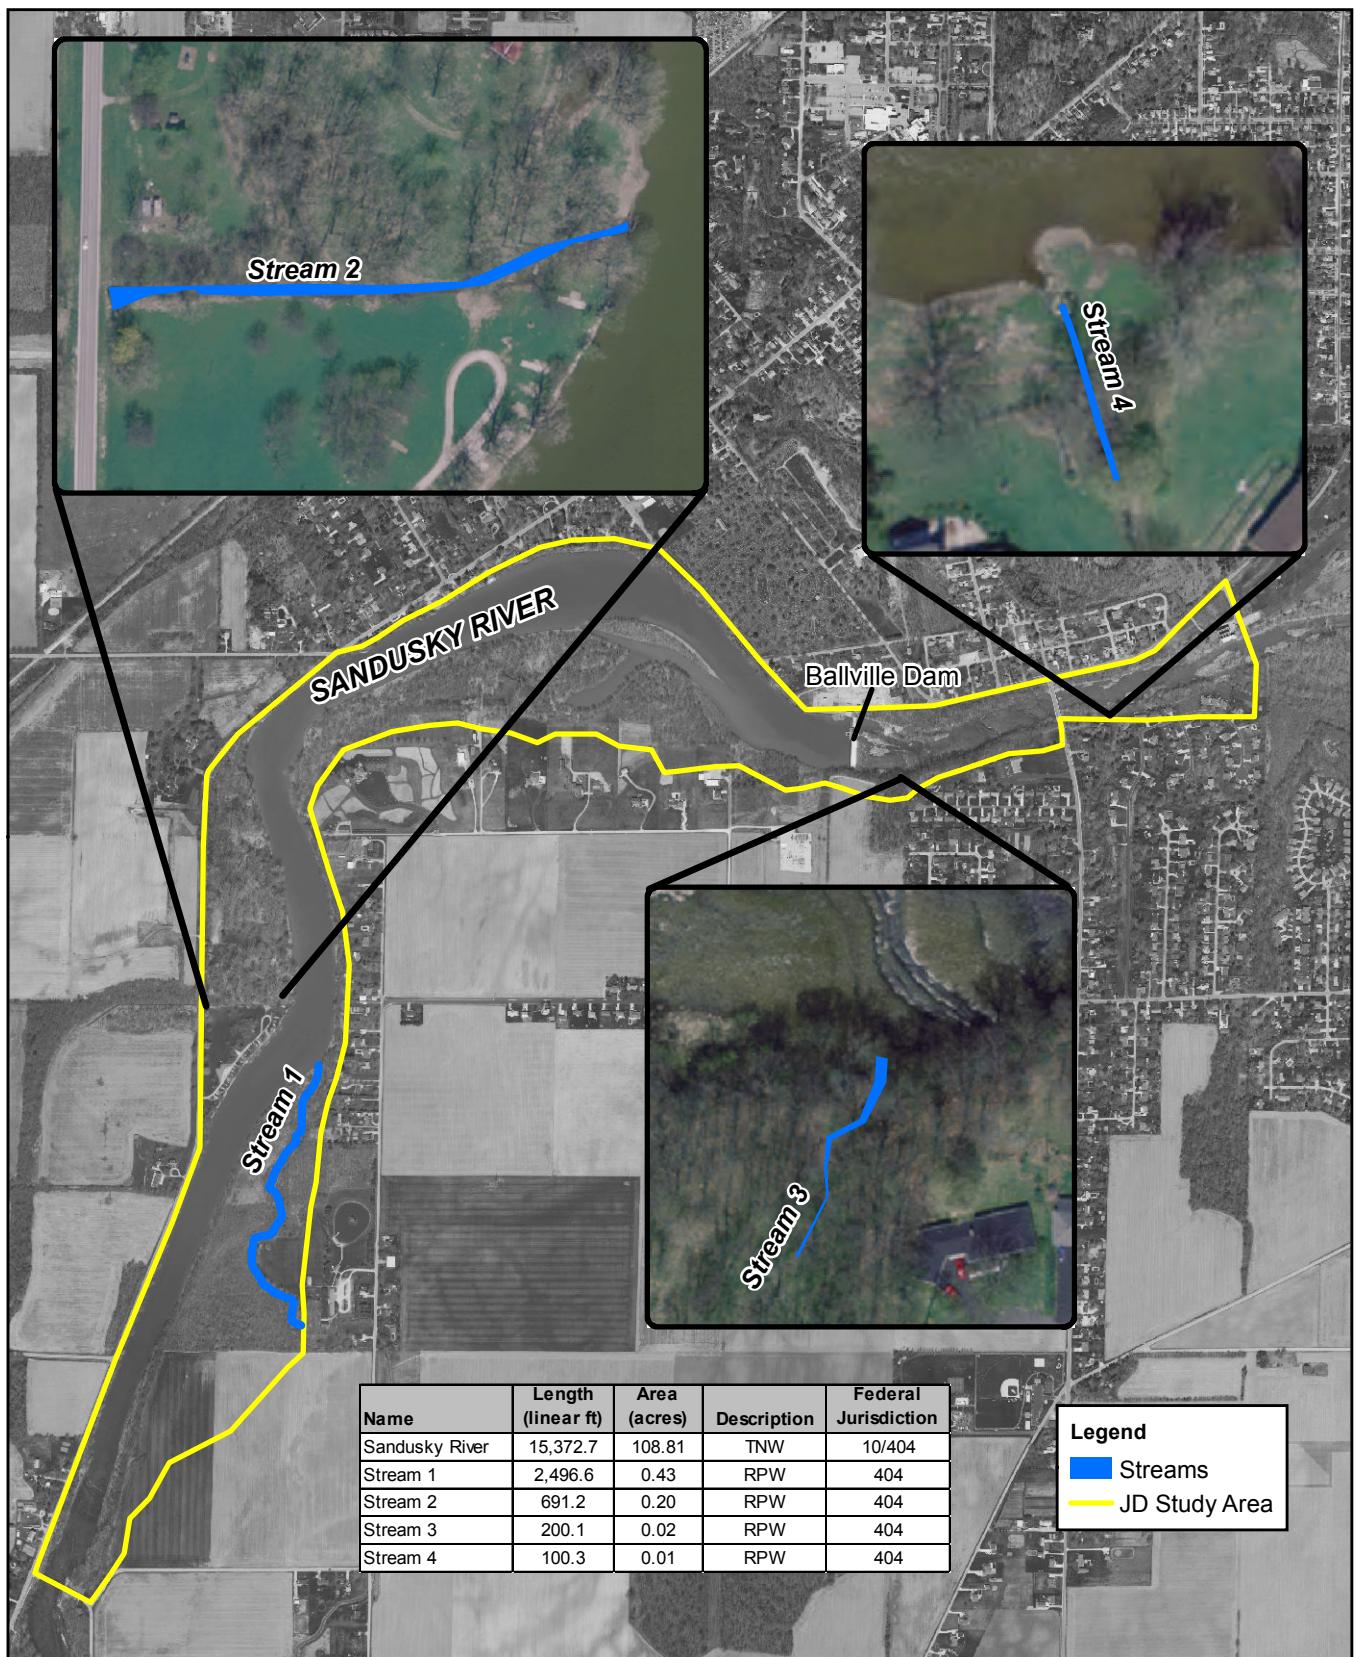 Stream 2
Stream 4
SANDUSKY RIVER
Ballville Dam
Stream 1
Stream 3
Name Length (linear ft) Area (acres) Description Federal Jurisdiction
Sandusky River 15,372.7 108.81 TNW 10/404
Stream 1 2,496.6 0.43 RPW 404
Stream 2 691.2 0.20 RPW 404
Stream 3 200.1 0.02 RPW 404
Stream 4 100.3 0.01 RPW 404
Legend
Streams
JD Study Area